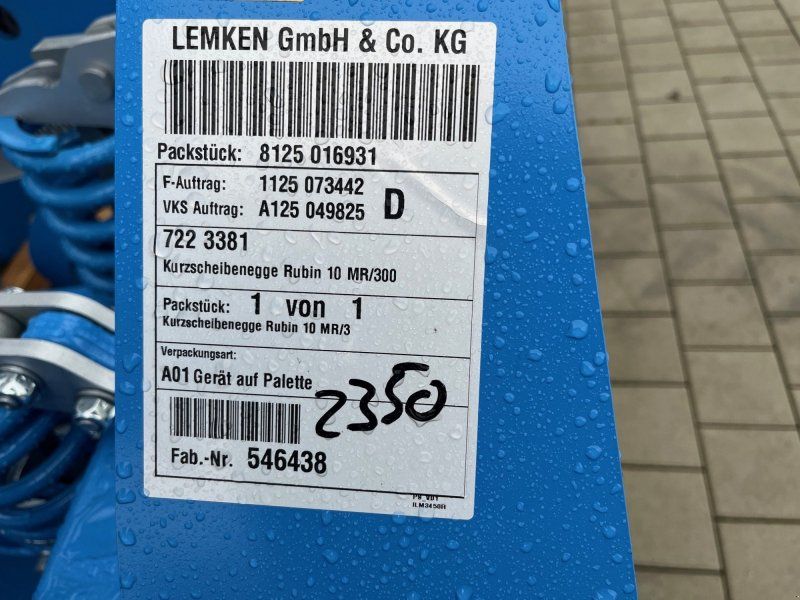 LEMKEN GmbH & Co. KG
Packstück: 8125 016931
F-Auftrag: 1125 073442
VKS Auftrag: A125 049825 D
722 3381
Kurzscheibenegge Rubin 10 MR/300
Packstück: 1 von 1
Kurzscheibenegge Rubin 10 MR/3
Verpackungsart:
A01 Gerät auf Palette
2350
Fab.-Nr. 546438